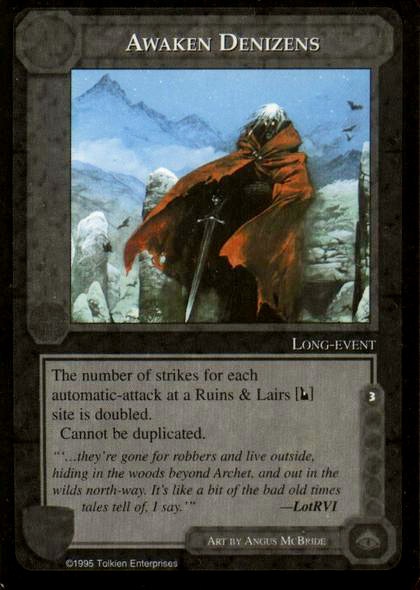 AWAKEN DENIZENS
LONG-EVENT
The number of strikes for each
automatic-attack at a Ruins & Lairs [ ]
site is doubled.
Cannot be duplicated.
3
"'...they're gone for robbers and live outside,
hiding in the woods beyond Archet, and out in the
wilds north-way. It's like a bit of the bad old times
tales tell of, I say.'" —LotRVI
ART BY ANGUS MCBRIDE
©1995 Tolkien Enterprises